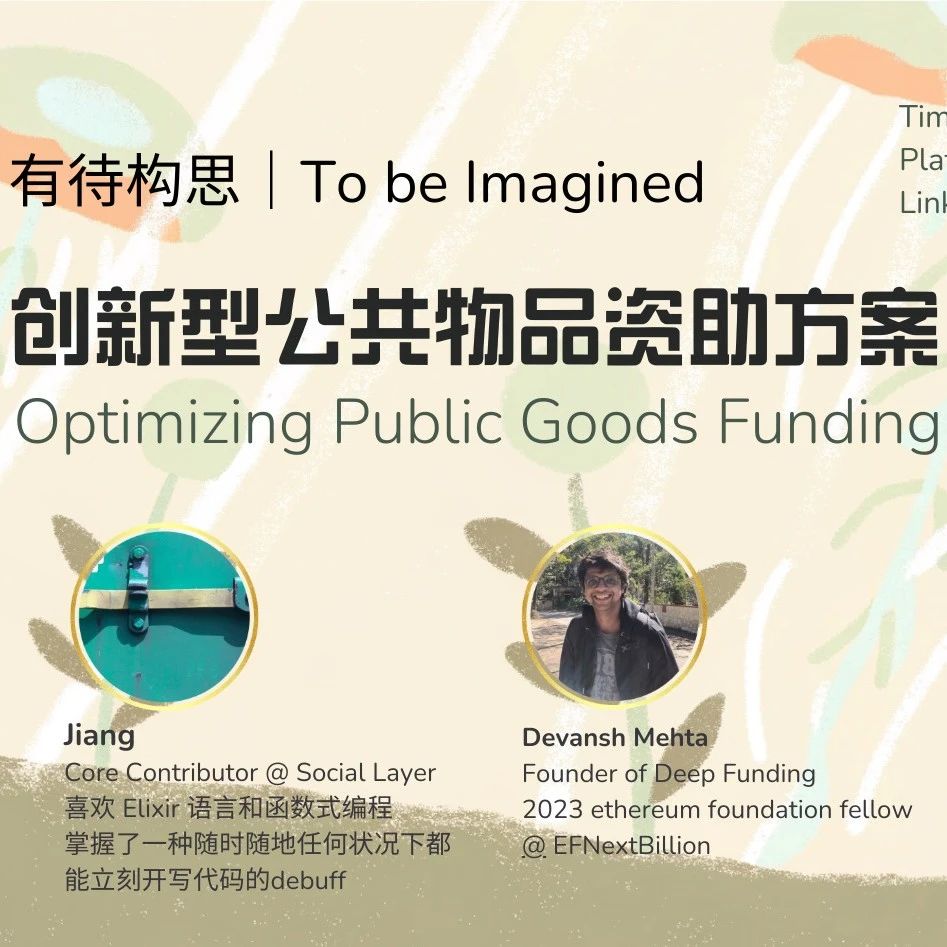 有待构思｜To be Imagined
Tim
Pla
Link
创新型公共物品资助方案
Optimizing Public Goods Funding
Jiang
Core Contributor @ Social Layer
喜欢 Elixir 语言和函数式编程
掌握了一种随时随地任何状况下都
能立刻开写代码的debuff
Devansh Mehta
Founder of Deep Funding
2023 ethereum foundation fellow
@ EFNextBillion